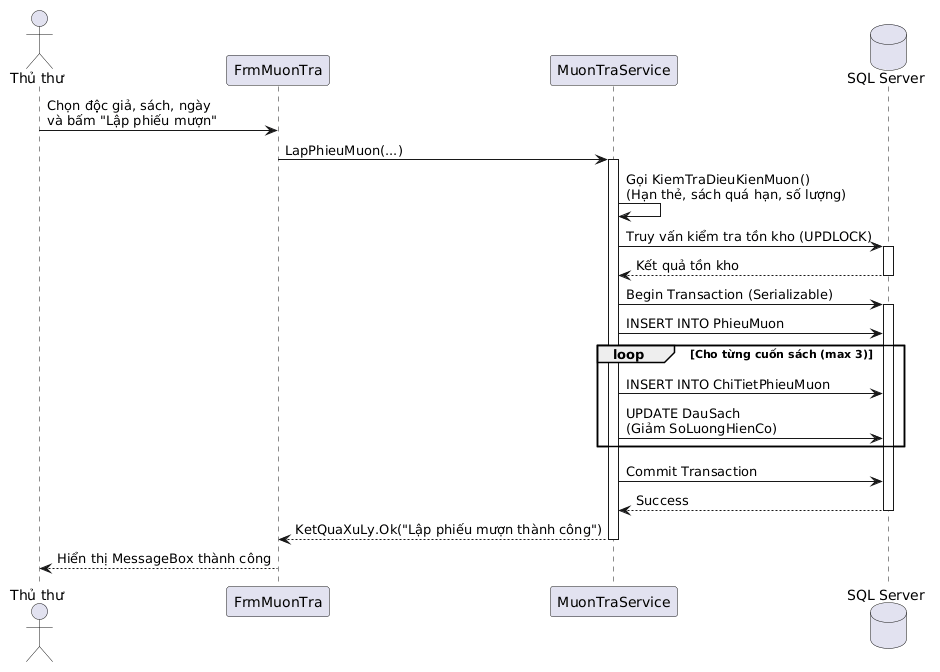 Thủ thư
FrmMuonTra
MuonTraService
SQL Server
Chọn độc giả, sách, ngày
và bấm "Lập phiếu mượn"
LapPhieuMuon(...)
Gọi KiemTraDieuKienMuon()
(Hạn thẻ, sách quá hạn, số lượng)
Truy vấn kiểm tra tồn kho (UPDLOCK)
Kết quả tồn kho
Begin Transaction (Serializable)
INSERT INTO PhieuMuon
loop
[Cho từng cuốn sách (max 3)]
INSERT INTO ChiTietPhieuMuon
UPDATE DauSach
(Giảm SoLuongHienCo)
Commit Transaction
Success
KetQuaXuLy.Ok("Lập phiếu mượn thành công")
Hiển thị MessageBox thành công
Thủ thư
FrmMuonTra
MuonTraService
SQL Server